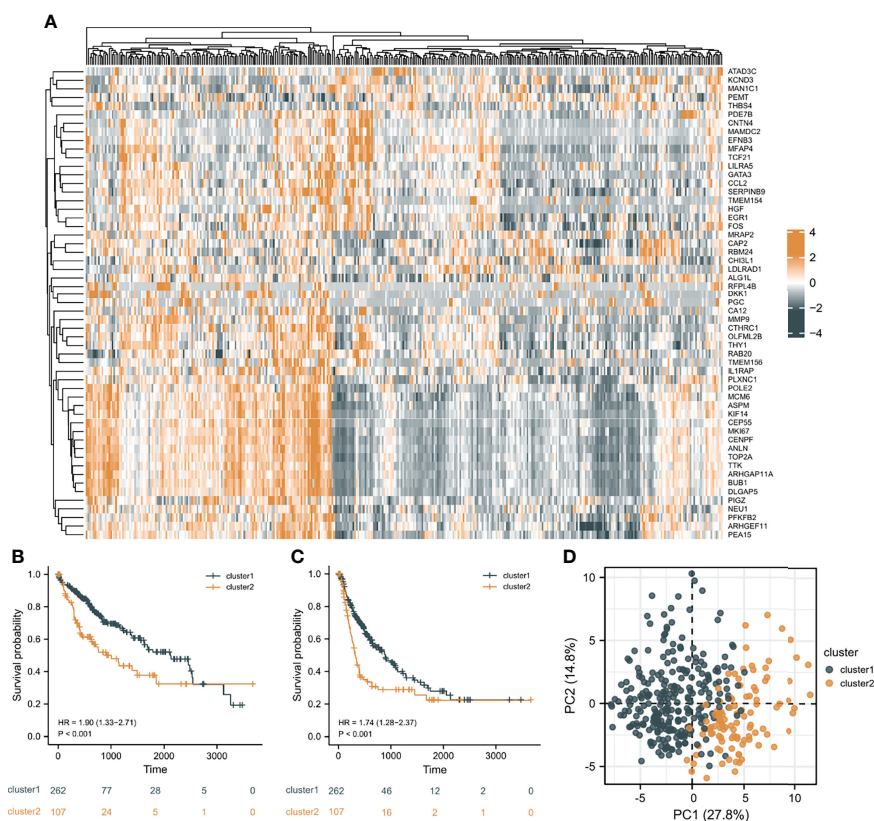 A
ATAD3C
KCND3
MAN1C1
PEMT
THBS4
PDE7B
CNTN4
MAMDC2
EFNB3
MFAP4
TCF21
LILRA5
GATA3
CCL2
SERPINB9
TMEM154
HGF
EGR1
FOS
MRAP2
CAP2
RBM24
CHI3L1
LDLRAD1
ALG1L
RFPL4B
DKK1
PGC
CA12
MMP9
CTHRC1
OLFML2B
THY1
RAB20
TMEM156
IL1RAP
PLXNC1
POLE2
MCM6
ASPM
KIF14
CEP55
MKI67
CENPF
ANLN
TOP2A
TTK
ARHGAP11A
BUB1
DLGAP5
PIGZ
NEU1
PFKFB2
ARHGEF11
PEA15
4
2
0
−2
−4
B
Survival probability
1.0
0.8
0.6
0.4
0.2
0.0
cluster1
cluster2
HR = 1.90 (1.33−2.71)
P < 0.001
0 1000 2000 3000
Time
cluster1 262 77 28 5 0
cluster2 107 24 5 1 0
C
Survival probability
1.0
0.8
0.6
0.4
0.2
0.0
cluster1
cluster2
HR = 1.74 (1.28−2.37)
P < 0.001
0 1000 2000 3000
Time
cluster1 262 46 12 2 0
cluster2 107 16 2 1 0
D
PC2 (14.8%)
10
5
0
-5
-5 0 5 10
PC1 (27.8%)
cluster
cluster1
cluster2